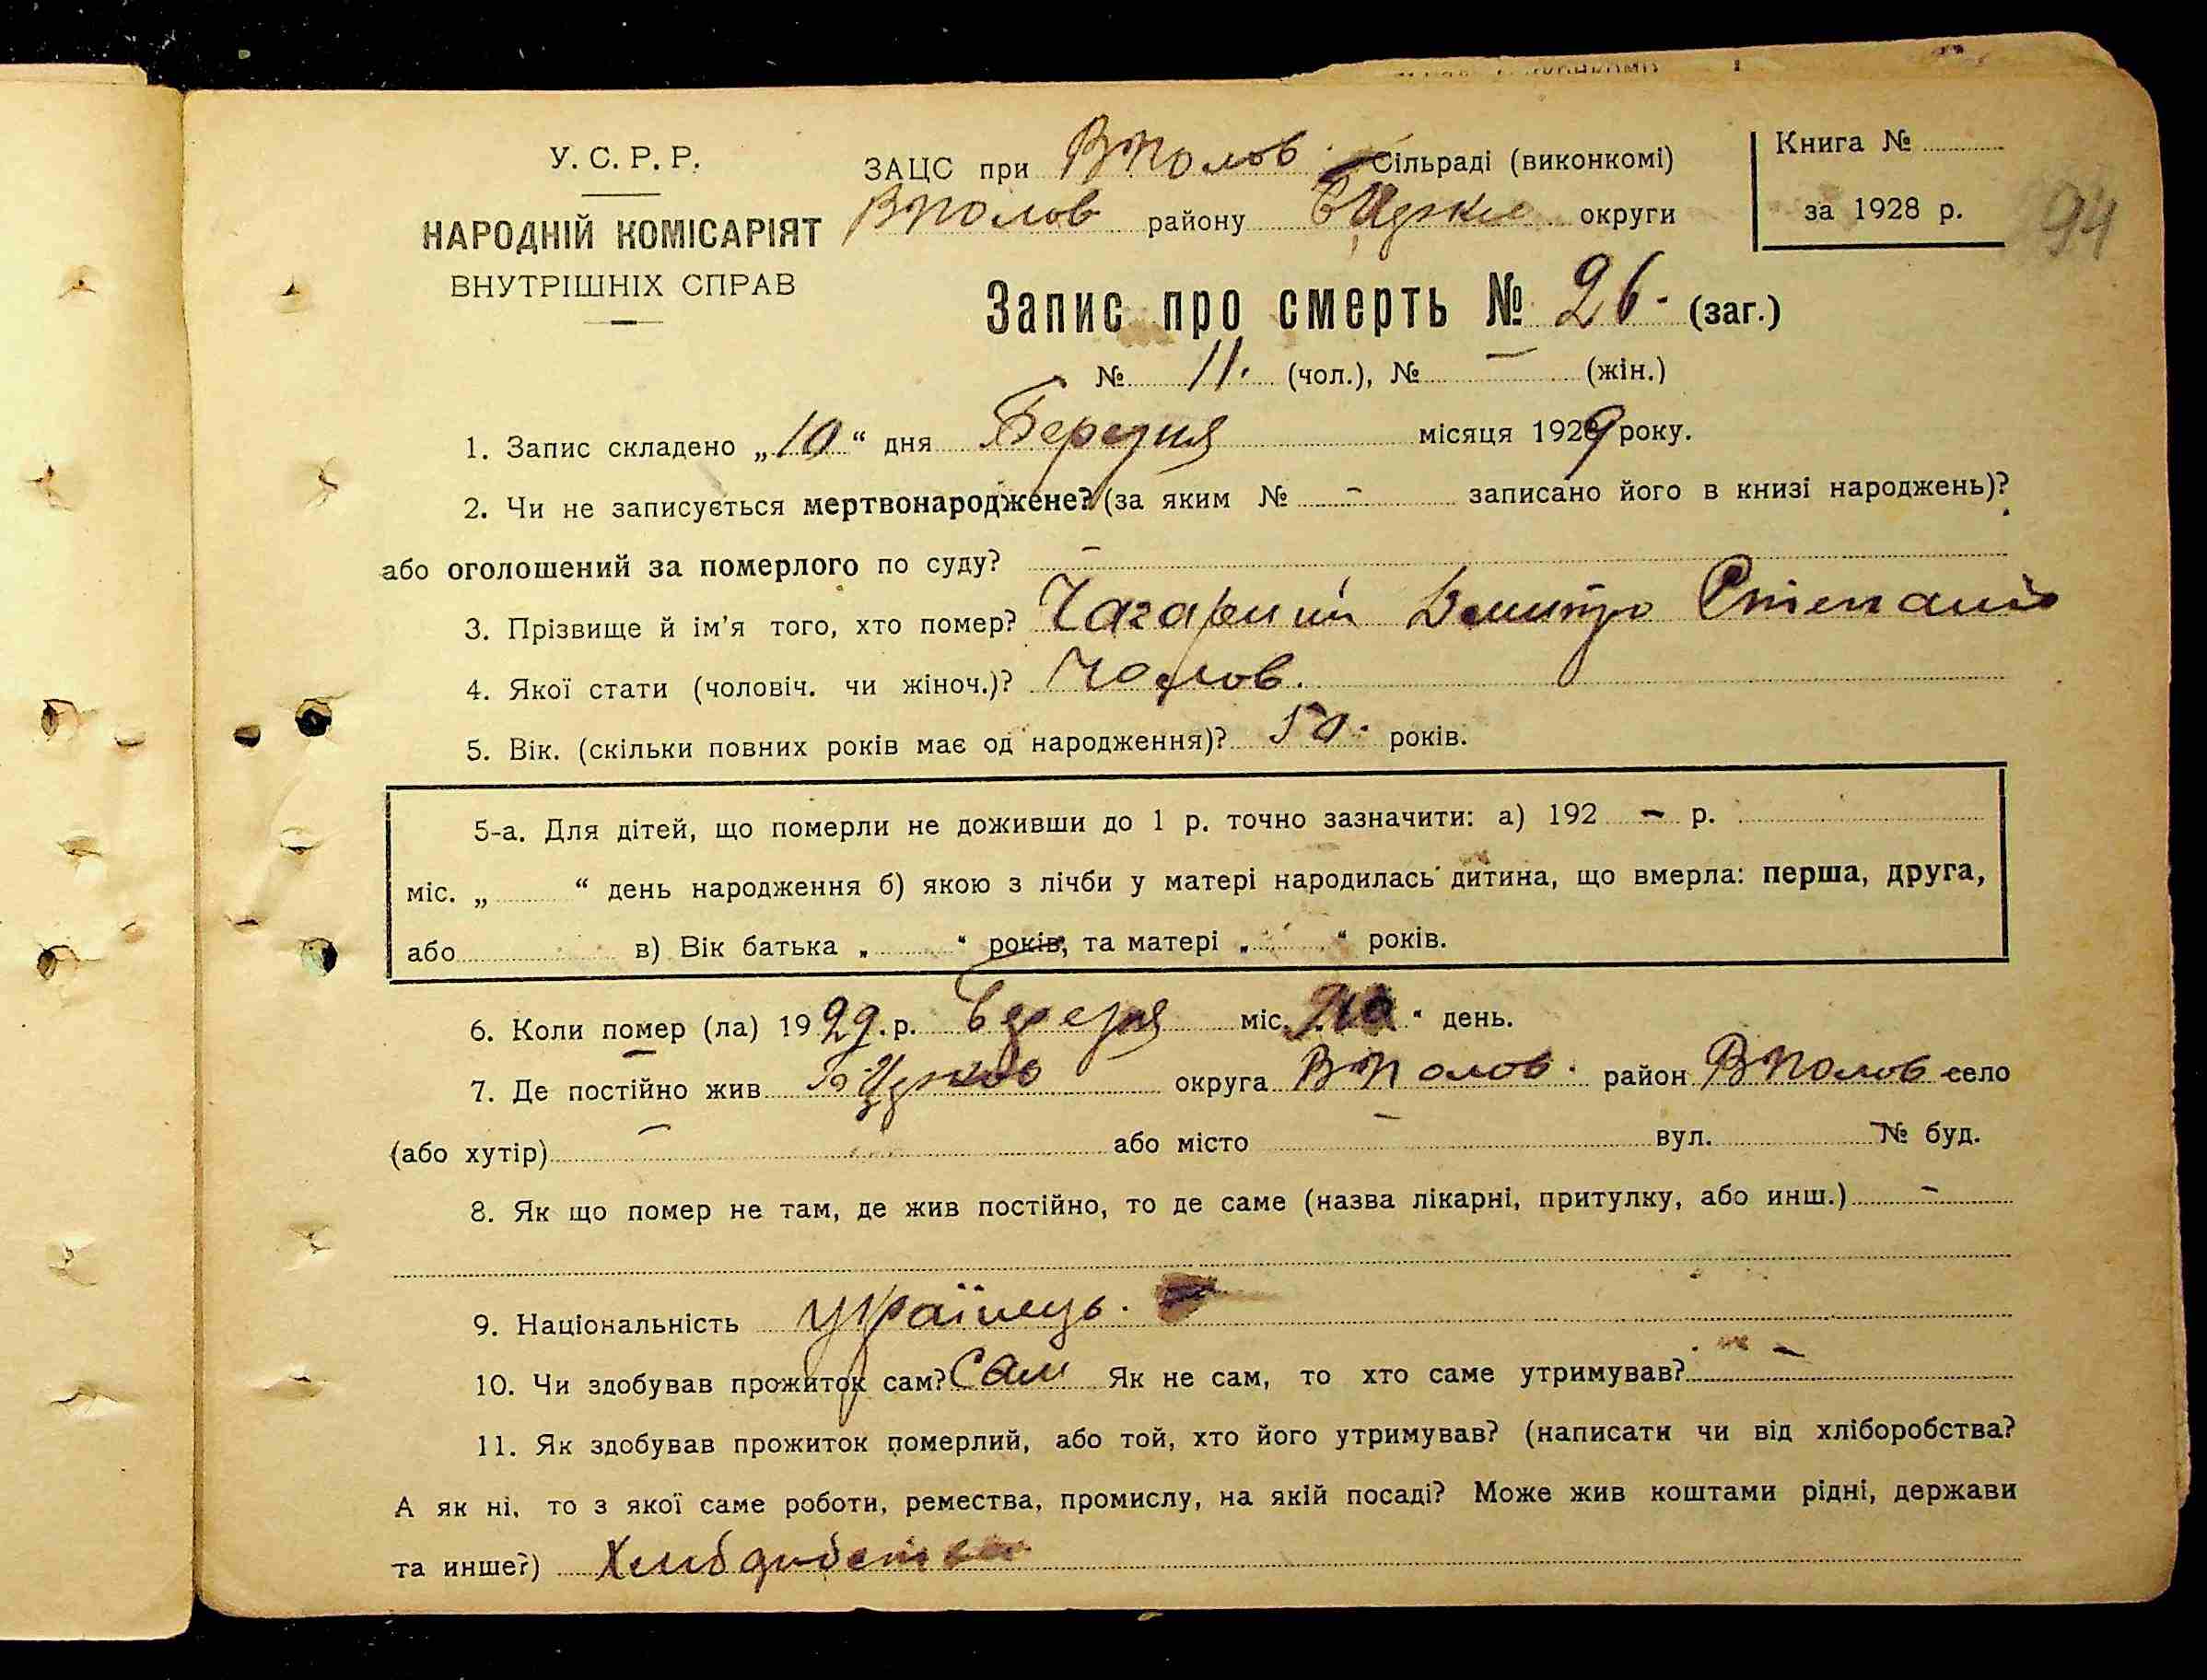 У. С. Р. Р.
НАРОДНІЙ КОМІСАРІЯТ
ВНУТРІШНІХ СПРАВ
ЗАЦС при ВПолов. Сільраді (виконкомі)
ВПолов району округи
Книга №
за 1928 р.
94
Запис про смерть № 26. (заг.)
№ 11. (чол.), № – (жін.)
1. Запис складено „10“ дня Березня місяця 1929 року.
2. Чи не записується мертвонароджене? (за яким № – записано його в книзі народжень)?
або оголошений за померлого по суду? –
3. Прізвище й ім'я того, хто помер? Дмитро Степанів
4. Якої стати (чоловіч. чи жіноч.)? Чолов.
5. Вік. (скільки повних років має од народження)? 50. років.
5-а. Для дітей, що померли не доживши до 1 р. точно зазначити: а) 192 – р.
міс. „ “ день народження б) якою з лічби у матері народилась дитина, що вмерла: перша, друга,
або в) Вік батька „ “ років, та матері „ “ років.
6. Коли помер (ла) 1929. р. Березня міс. „10“ день.
7. Де постійно жив округа ВПолов. район ВПолов село
(або хутір) – або місто – вул. № буд.
8. Як що помер не там, де жив постійно, то де саме (назва лікарні, притулку, або инш.) –
9. Національність українець.
10. Чи здобував прожиток сам? Сам Як не сам, то хто саме утримував? –
11. Як здобував прожиток померлий, або той, хто його утримував? (написати чи від хліборобства?
А як ні, то з якої саме роботи, ремества, промислу, на якій посаді? Може жив коштами рідні, держави
та инше?)